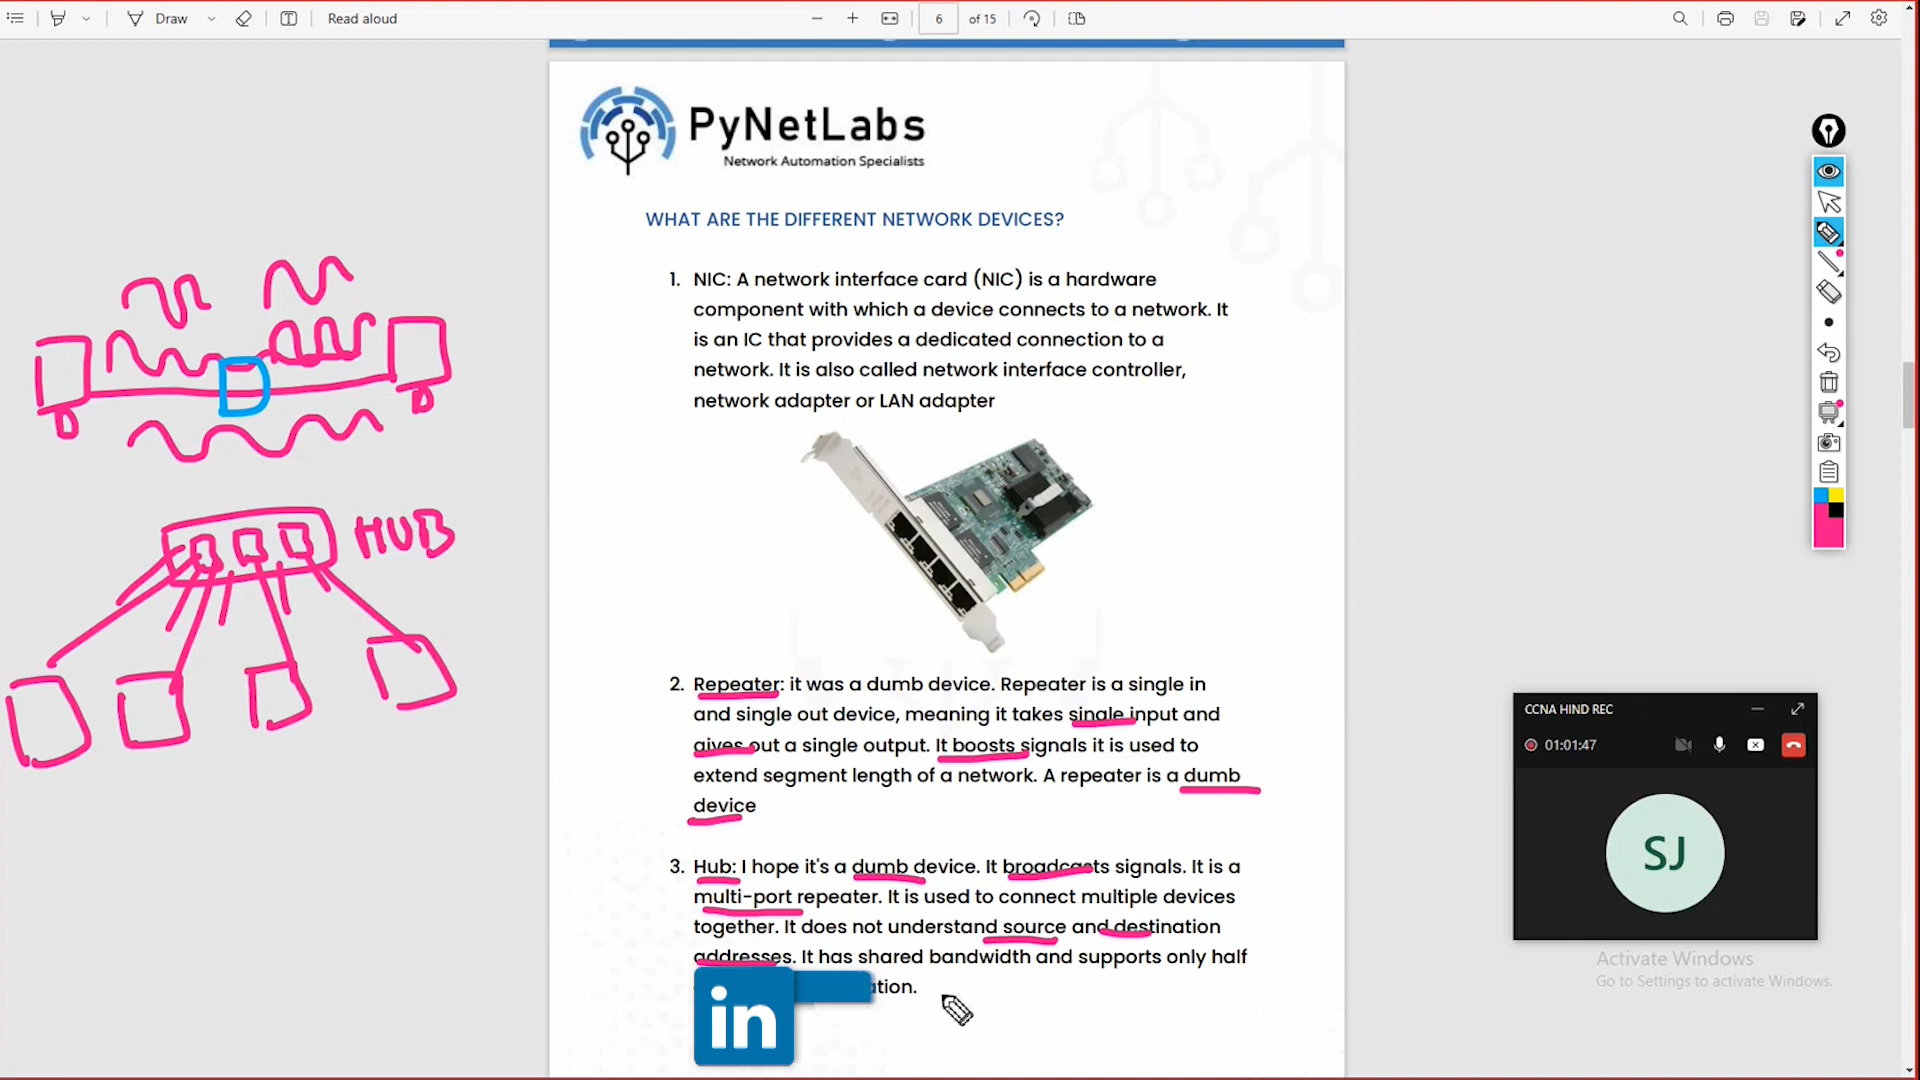 Draw
Read aloud
6
of 15
PyNetLabs
Network Automation Specialists
WHAT ARE THE DIFFERENT NETWORK DEVICES?
1. NIC: A network interface card (NIC) is a hardware
component with which a device connects to a network. It
is an IC that provides a dedicated connection to a
network. It is also called network interface controller,
network adapter or LAN adapter
HUB
2. Repeater: it was a dumb device. Repeater is a single in
and single out device, meaning it takes single input and
gives out a single output. It boosts signals it is used to
extend segment length of a network. A repeater is a dumb
device
3. Hub: I hope it's a dumb device. It broadcasts signals. It is a
multi-port repeater. It is used to connect multiple devices
together. It does not understand source and destination
addresses. It has shared bandwidth and supports only half
ation.
in
CCNA HIND REC
01:01:47
SJ
Activate Windows
Go to Settings to activate Windows.